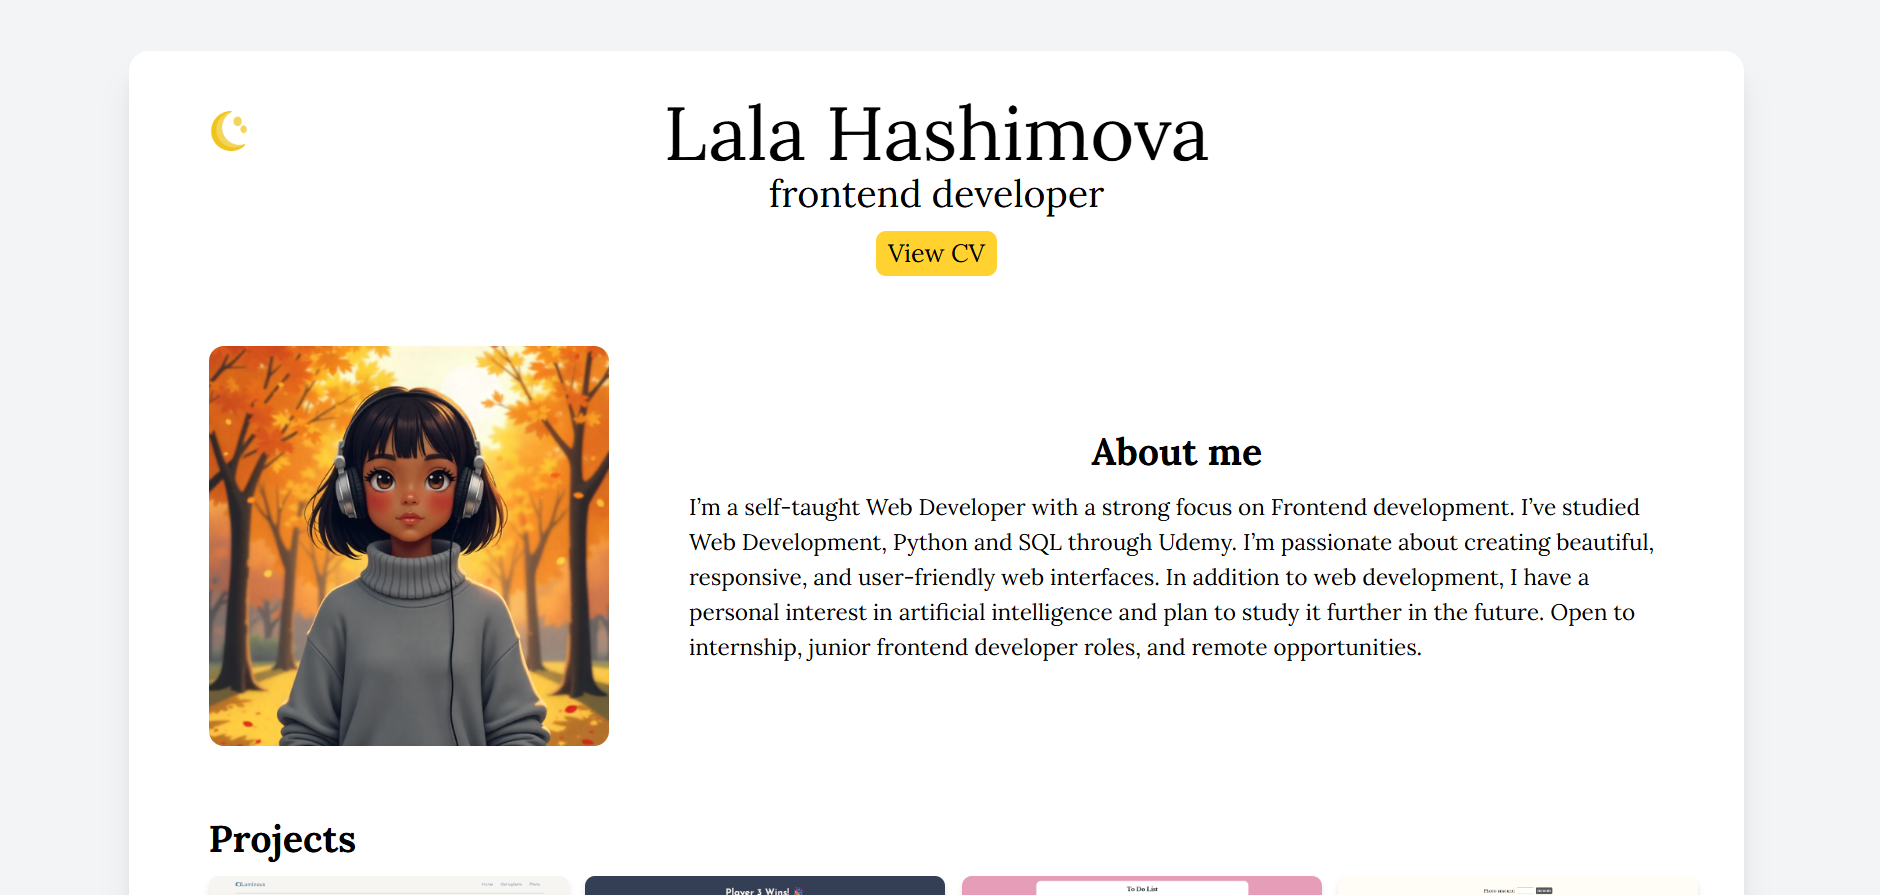 Lala Hashimova
frontend developer
View CV
About me
I’m a self-taught Web Developer with a strong focus on Frontend development. I’ve studied
Web Development, Python and SQL through Udemy. I’m passionate about creating beautiful,
responsive, and user-friendly web interfaces. In addition to web development, I have a
personal interest in artificial intelligence and plan to study it further in the future. Open to
internship, junior frontend developer roles, and remote opportunities.
Projects
Luminous
Home
Player 3 Wins!
To Do List